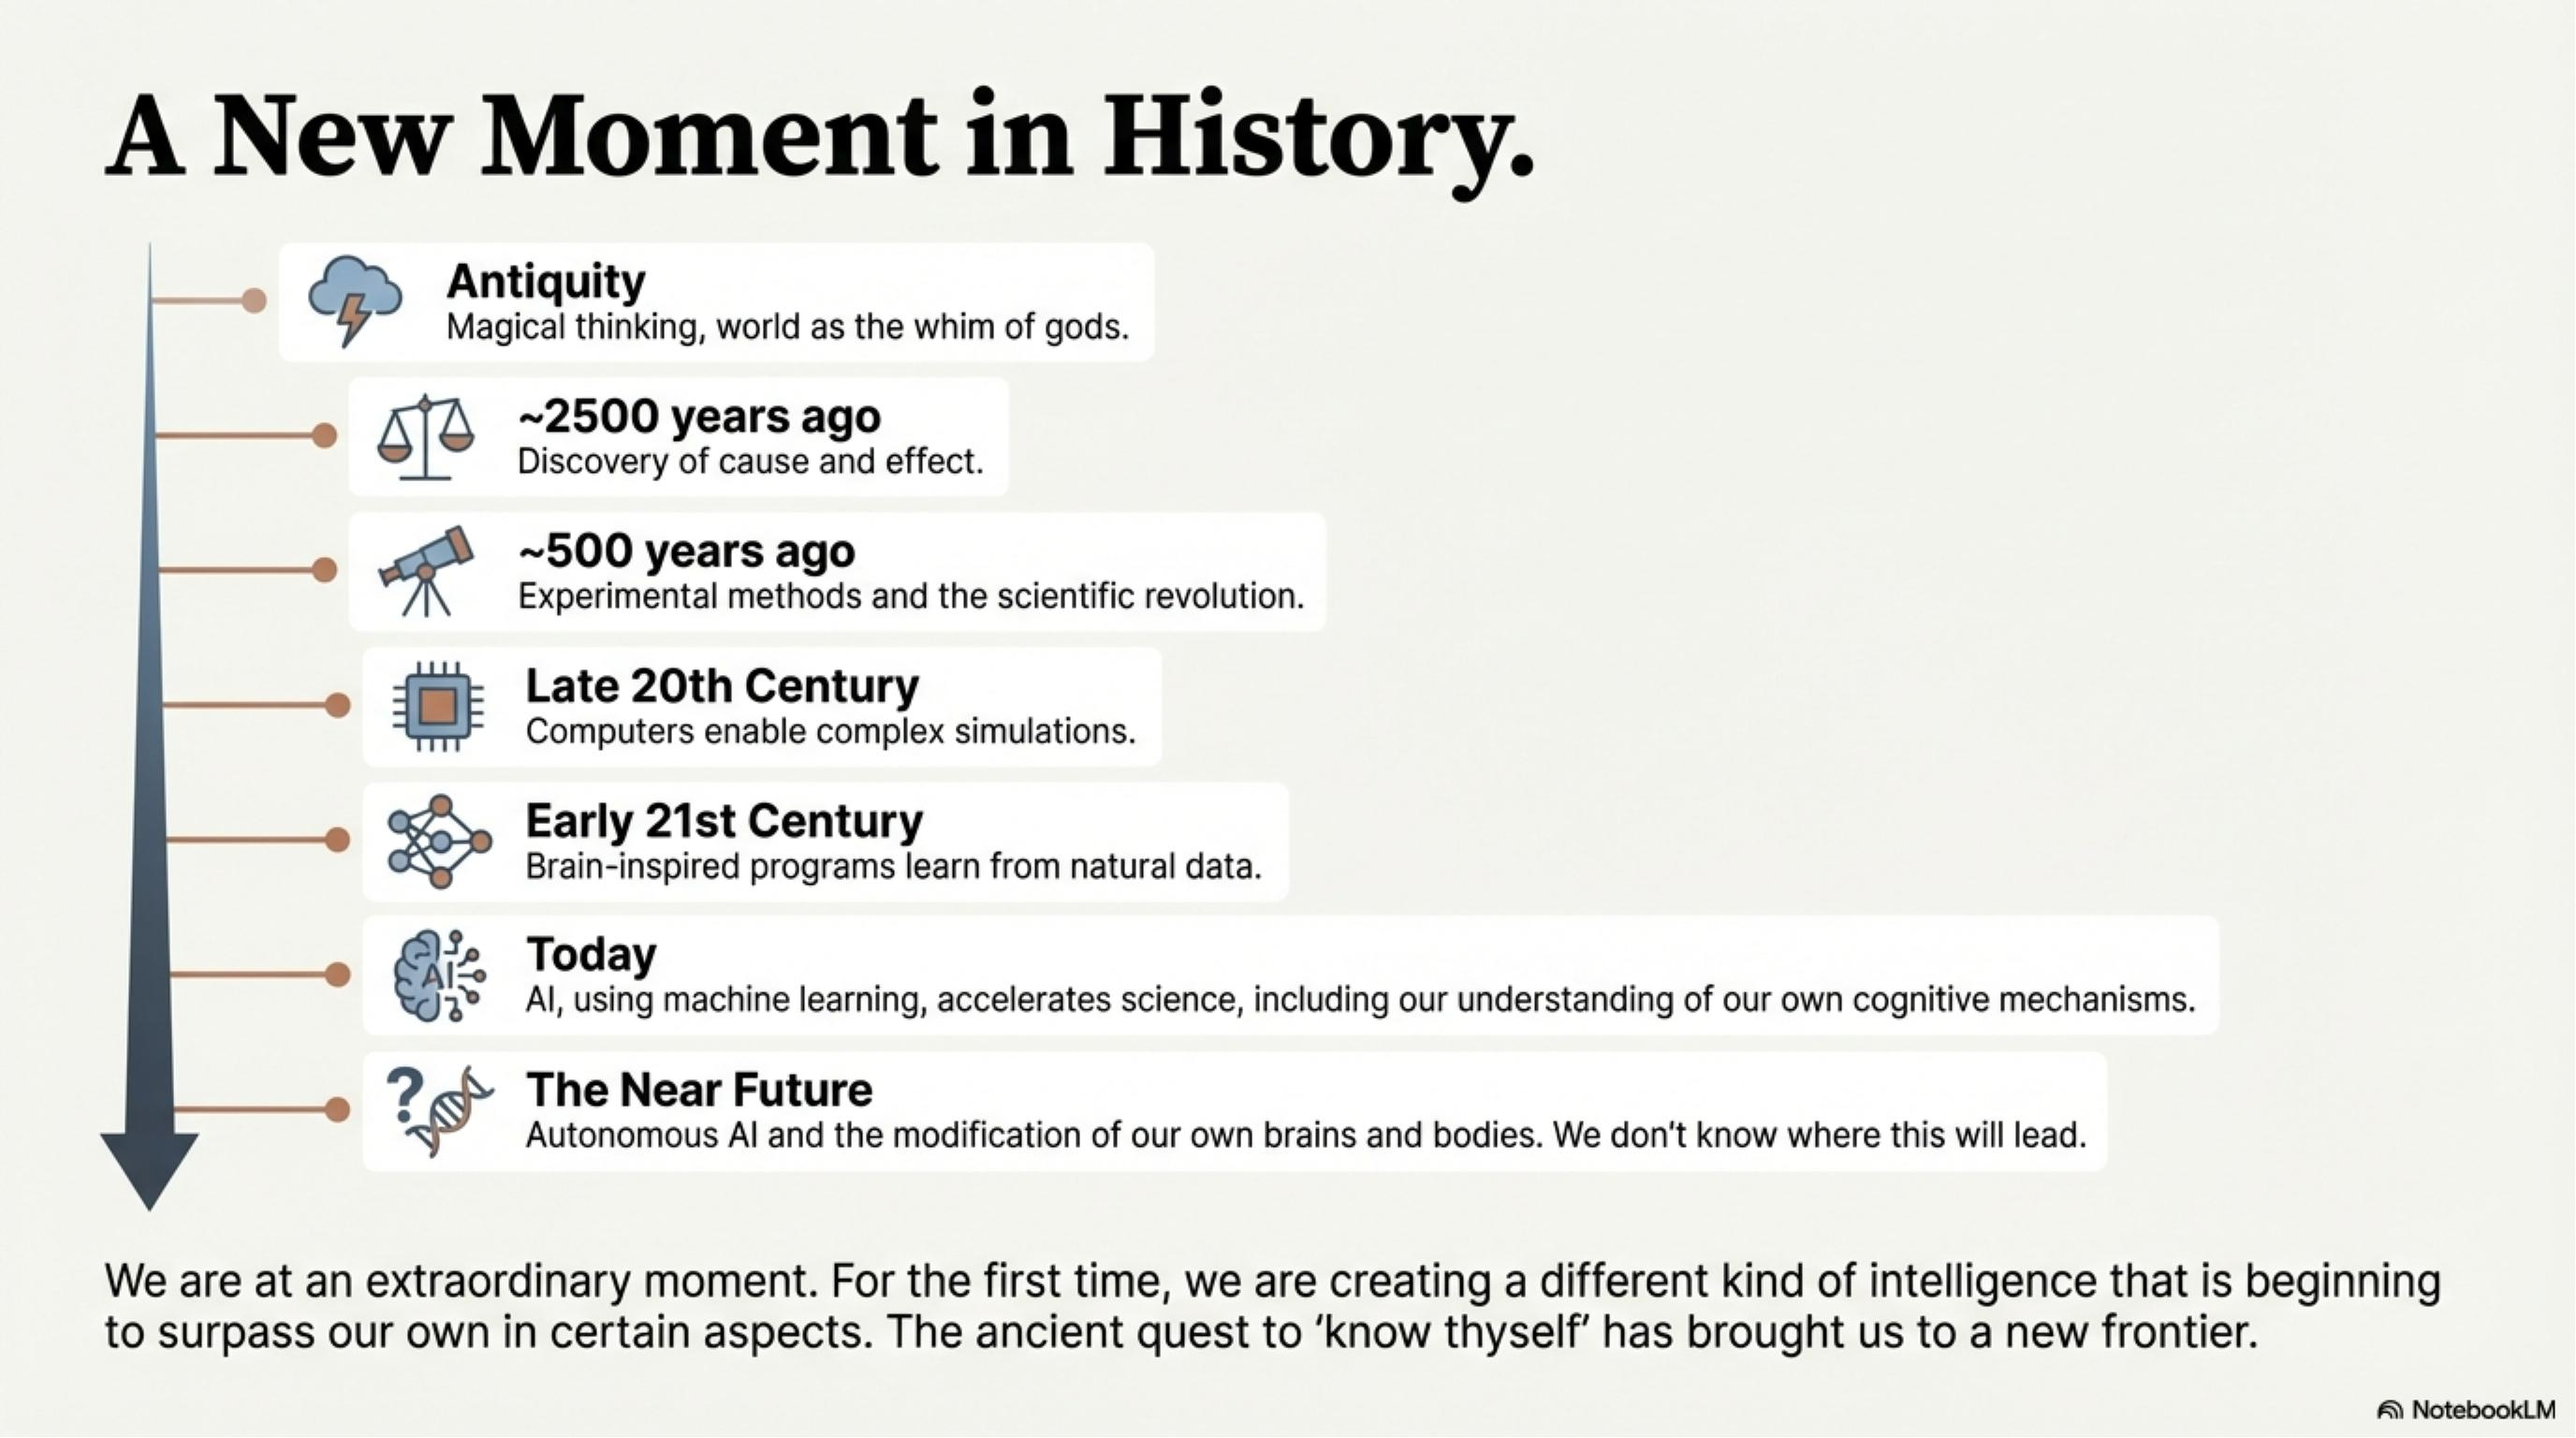 A New Moment in History.
Antiquity
Magical thinking, world as the whim of gods.
~2500 years ago
Discovery of cause and effect.
~500 years ago
Experimental methods and the scientific revolution.
Late 20th Century
Computers enable complex simulations.
Early 21st Century
Brain-inspired programs learn from natural data.
AI
Today
AI, using machine learning, accelerates science, including our understanding of our own cognitive mechanisms.
?
The Near Future
Autonomous AI and the modification of our own brains and bodies. We don't know where this will lead.
We are at an extraordinary moment. For the first time, we are creating a different kind of intelligence that is beginning
to surpass our own in certain aspects. The ancient quest to ‘know thyself’ has brought us to a new frontier.
NotebookLM